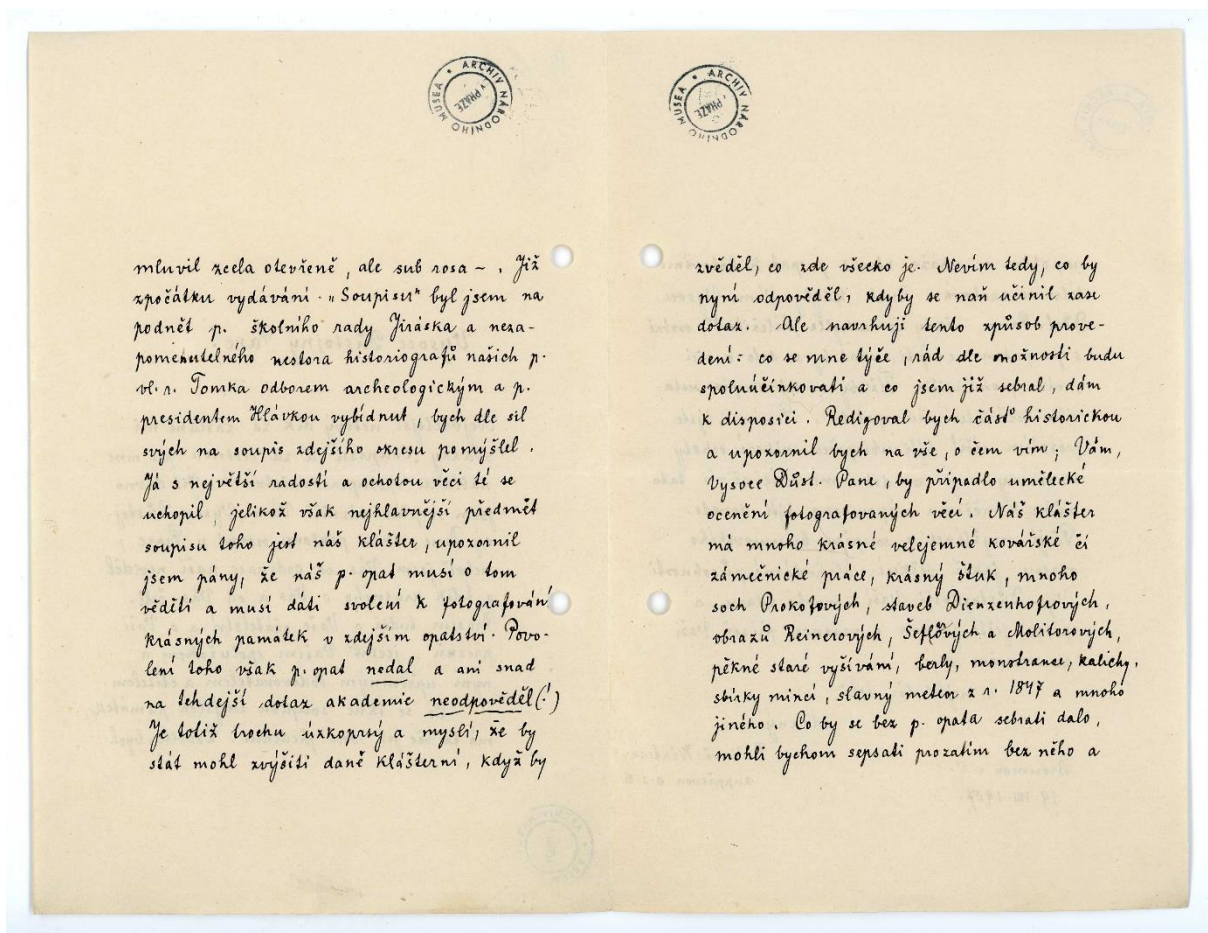 ARCHIV NÁRODNÍHO MUSEA
V PRAZE
mluvil zcela otevřeně, ale sub rosa – . Již
zpočátku vydávání „Soupisu“ byl jsem na
podnět p. školního rady Jiráska a neza-
pomenutelného nestora historiografů našich p.
vl. r. Tomka odborem archeologickým a p.
presidentem Hlávkou vybídnut, bych dle sil
svých na soupis zdejšího okresu pomýšlel.
Já s největší radostí a ochotou věci té se
uchopil, jelikož však nejhlavnější předmět
soupisu toho jest náš klášter, upozornil
jsem pány, že náš p. opat musí o tom
věděti a musí dáti svolení k fotografování
krásných památek v zdejším opatství. Povo-
lení toho však p. opat nedal a ani snad
na tehdejší dotaz akademie neodpověděl (!)
Je totiž trochu úzkoprsý a myslí, že by
stát mohl zvýšiti daně klášterní, když by
ARCHIV NÁRODNÍHO MUSEA
V PRAZE
zvěděl, co zde všecko je. Nevím tedy, co by
nyní odpověděl, kdyby se naň učinil zase
dotaz. Ale navrhuji tento způsob prove-
dení: co se mne týče, rád dle možnosti budu
spoluúčinkovati a co jsem již sebral, dám
k disposici. Redigoval bych část historickou
a upozornil bych na vše, o čem vím; Vám,
Vysoce Důst. Pane, by připadlo umělecké
ocenění fotografovaných věcí. Náš klášter
má mnoho krásné velejemné kovářské či
zámečnické práce, krásný štuk, mnoho
soch Prokofových, staveb Dienzenhofrových,
obrazů Reinerových, Šeflových a Molitorových,
pěkné staré vyšívání, berly, monstrance, kalichy,
sbírky mincí, slavný meteor z r. 1847 a mnoho
jiného. Co by se bez p. opata sebrati dalo,
mohli bychom sepsati prozatím bez něho a